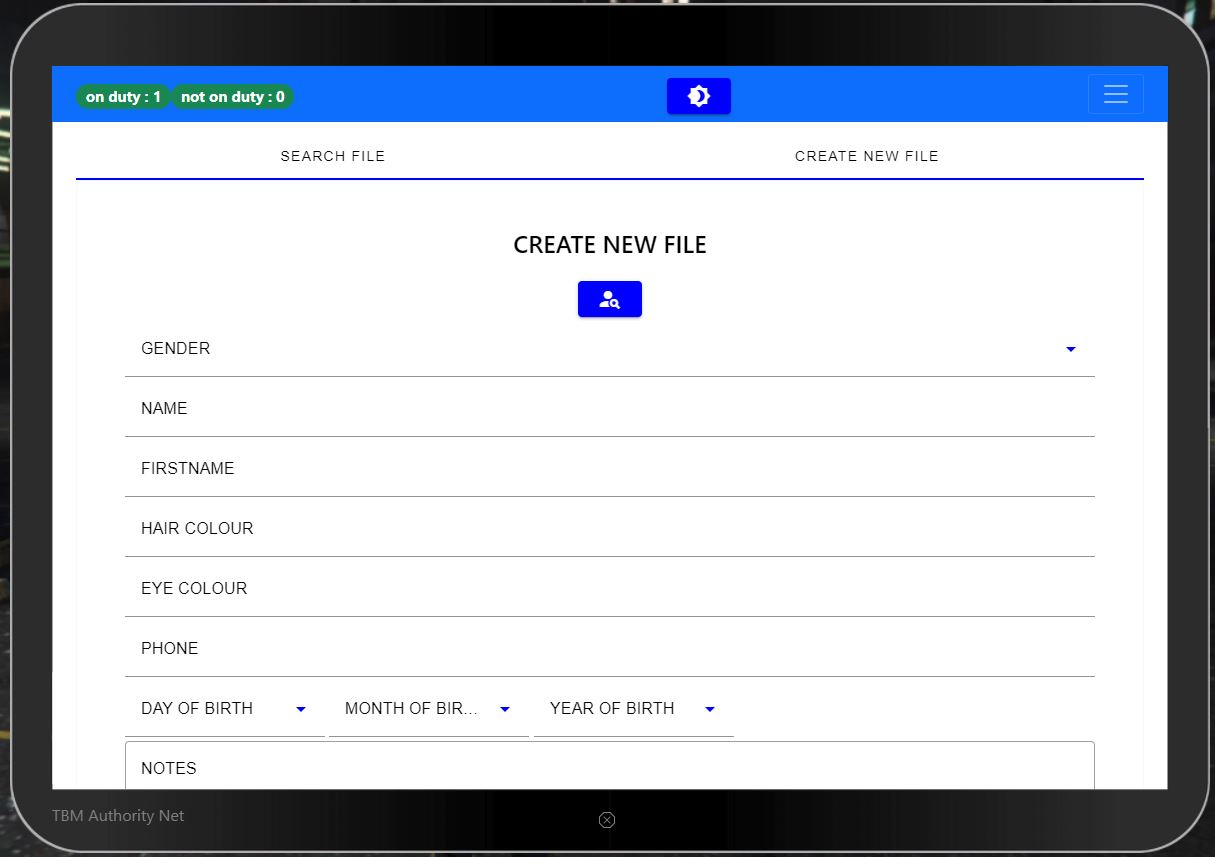 on duty : 1 not on duty : 0
SEARCH FILE CREATE NEW FILE
CREATE NEW FILE
GENDER
NAME
FIRSTNAME
HAIR COLOUR
EYE COLOUR
PHONE
DAY OF BIRTH MONTH OF BIR... YEAR OF BIRTH
NOTES
TBM Authority Net